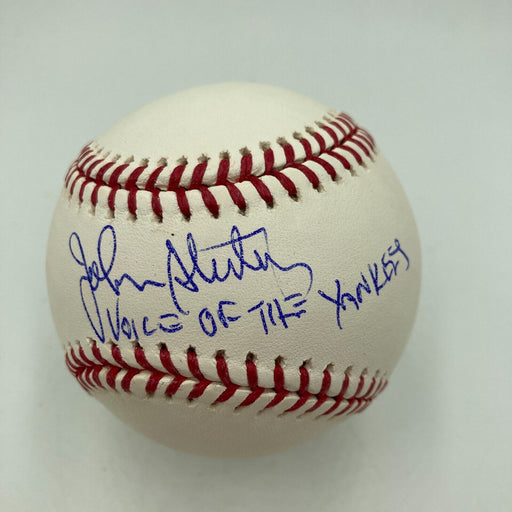 John Sterling
VOICE OF THE YANKEES